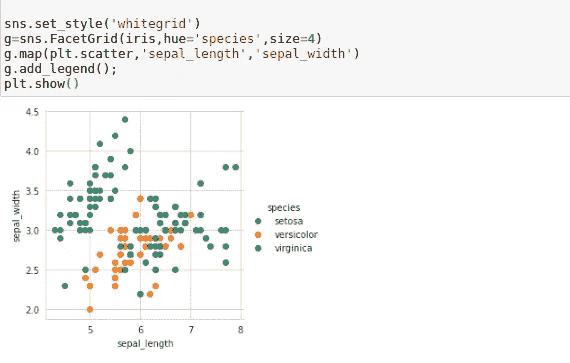 sns.set_style('whitegrid')
g=sns.FacetGrid(iris,hue='species',size=4)
g.map(plt.scatter,'sepal_length','sepal_width')
g.add_legend();
plt.show()
4.5
4.0
3.5
3.0
2.5
2.0
sepal_width
5 6 7 8
sepal_length
species
setosa
versicolor
virginica